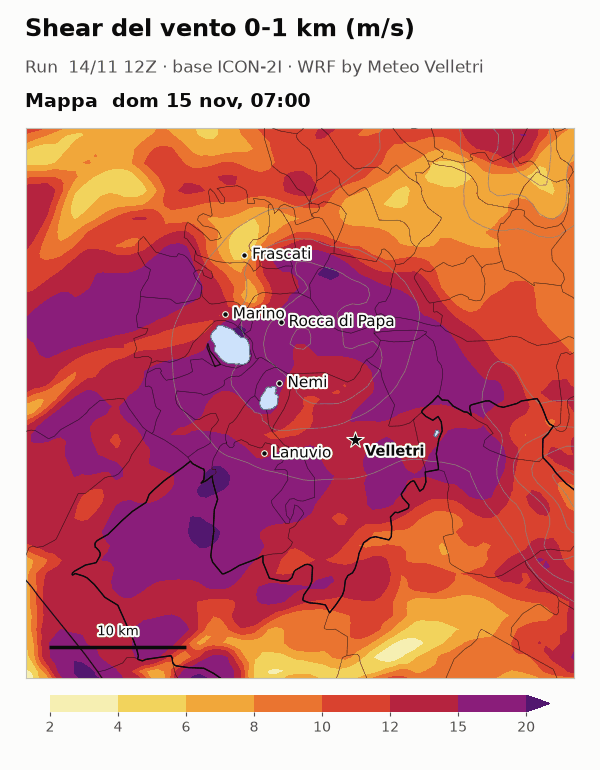 Shear del vento 0-1 km (m/s)
Run  14/11 12Z · base ICON-2I · WRF by Meteo Velletri
Mappa  dom 15 nov, 07:00
Frascati
Marino
Rocca di Papa
Nemi
Velletri
Lanuvio
10 km
2 4 6 8 10 12 15 20